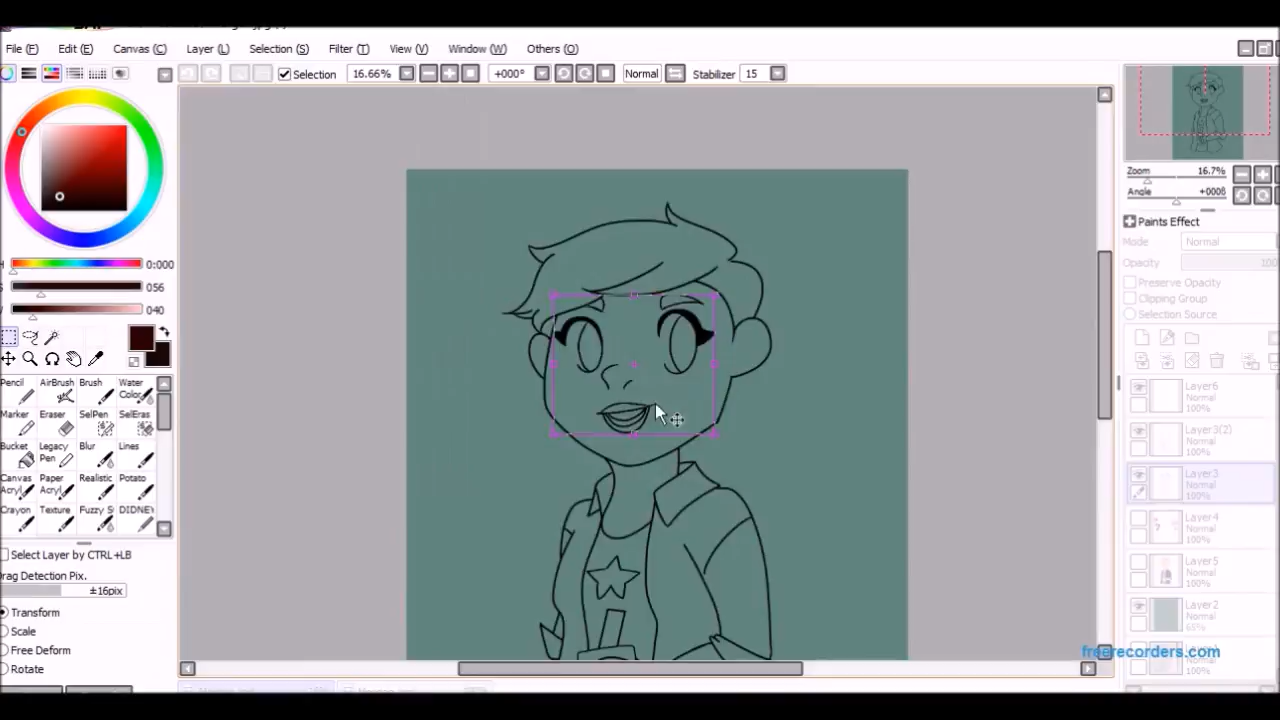 File (F) Edit (E) Canvas (C) Layer (L) Selection (S) Filter (T) View (V) Window (W) Others (O)
Selection 16.66% +000° Normal Stabilizer 15
Zoom 16.7%
Angle +000
Paints Effect
Mode Normal
Opacity 100
Preserve Opacity
Clipping Group
Selection Source
H 0:000
056
040
Pencil AirBrush Brush Water Color
Marker Eraser SelPen SelEras
Bucket Legacy Pen Blur Lines
Canvas Acryl Paper Acryl Realistic Potato
Crayon Texture Fuzzy S DIDNEY
Select Layer by CTRL+LB
Drag Detection Pix.
±16pix
Transform
Scale
Free Deform
Rotate
Layer6
Normal
100%
Layer3(2)
Normal
100%
Layer3
Normal
100%
Layer4
Normal
100%
Layer5
Normal
100%
Layer2
Normal
65%
freerecorders.com